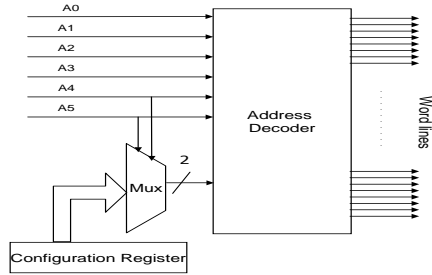 A0
A1
A2
A3
A4
A5
Address
Decoder
Word lines
2
Mux
Configuration Register